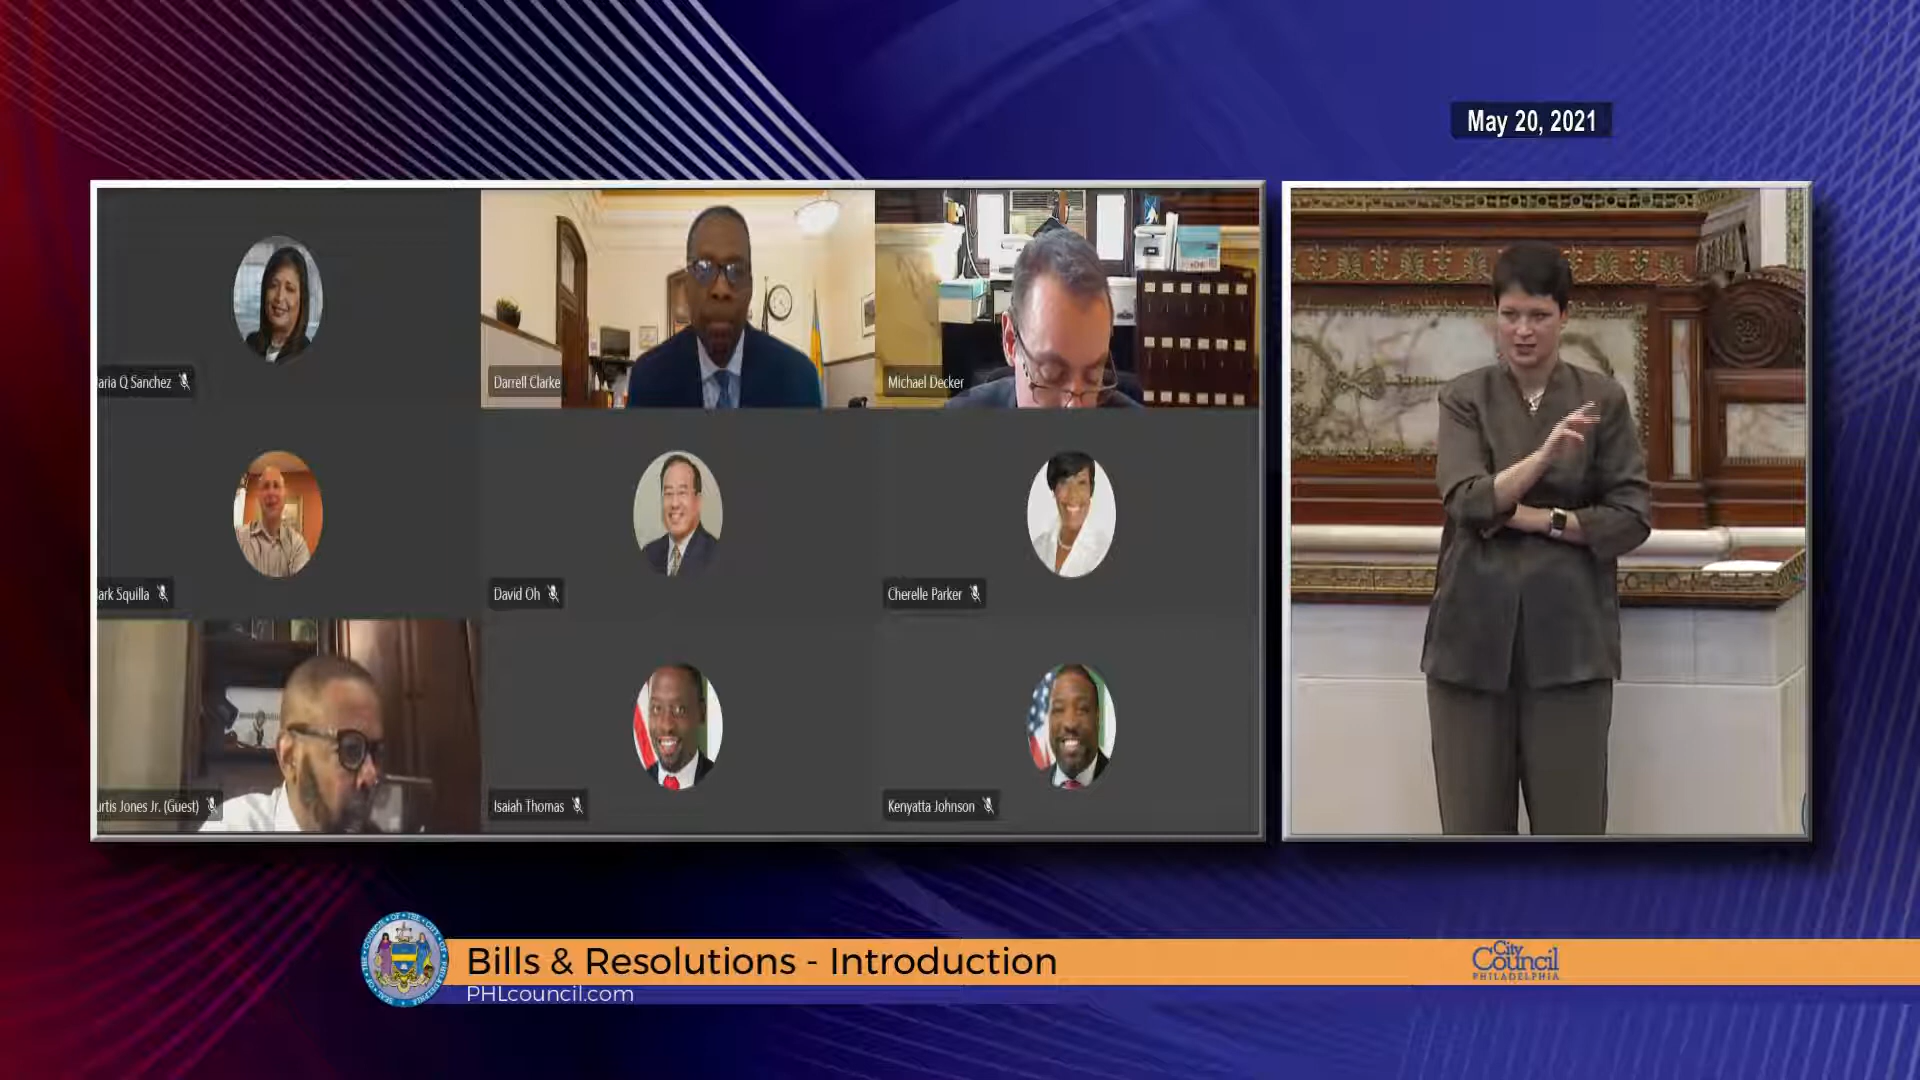 May 20, 2021
aria Q Sanchez
Darrell Clarke
Michael Decker
ark Squilla
David Oh
Cherelle Parker
urtis Jones Jr. (Guest)
Isaiah Thomas
Kenyatta Johnson
Bills & Resolutions - Introduction
PHLcouncil.com
City
Council
PHILADELPHIA